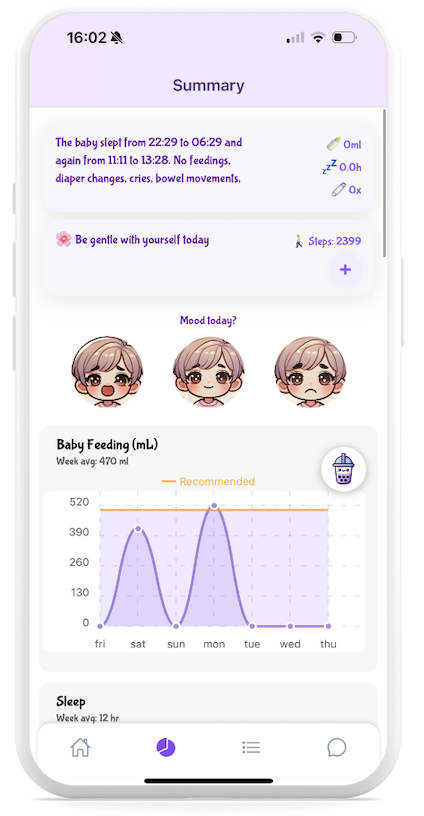 16:02
Summary
The baby slept from 22:29 to 06:29 and
again from 11:11 to 13:28. No feedings,
diaper changes, cries, bowel movements,
0ml
zzZ 0.0h
0x
Be gentle with yourself today
Steps: 2399
+
Mood today?
Baby Feeding (mL)
Week avg: 470 ml
Recommended
520
390
260
130
0
fri sat sun mon tue wed thu
Sleep
Week avg: 12 hr